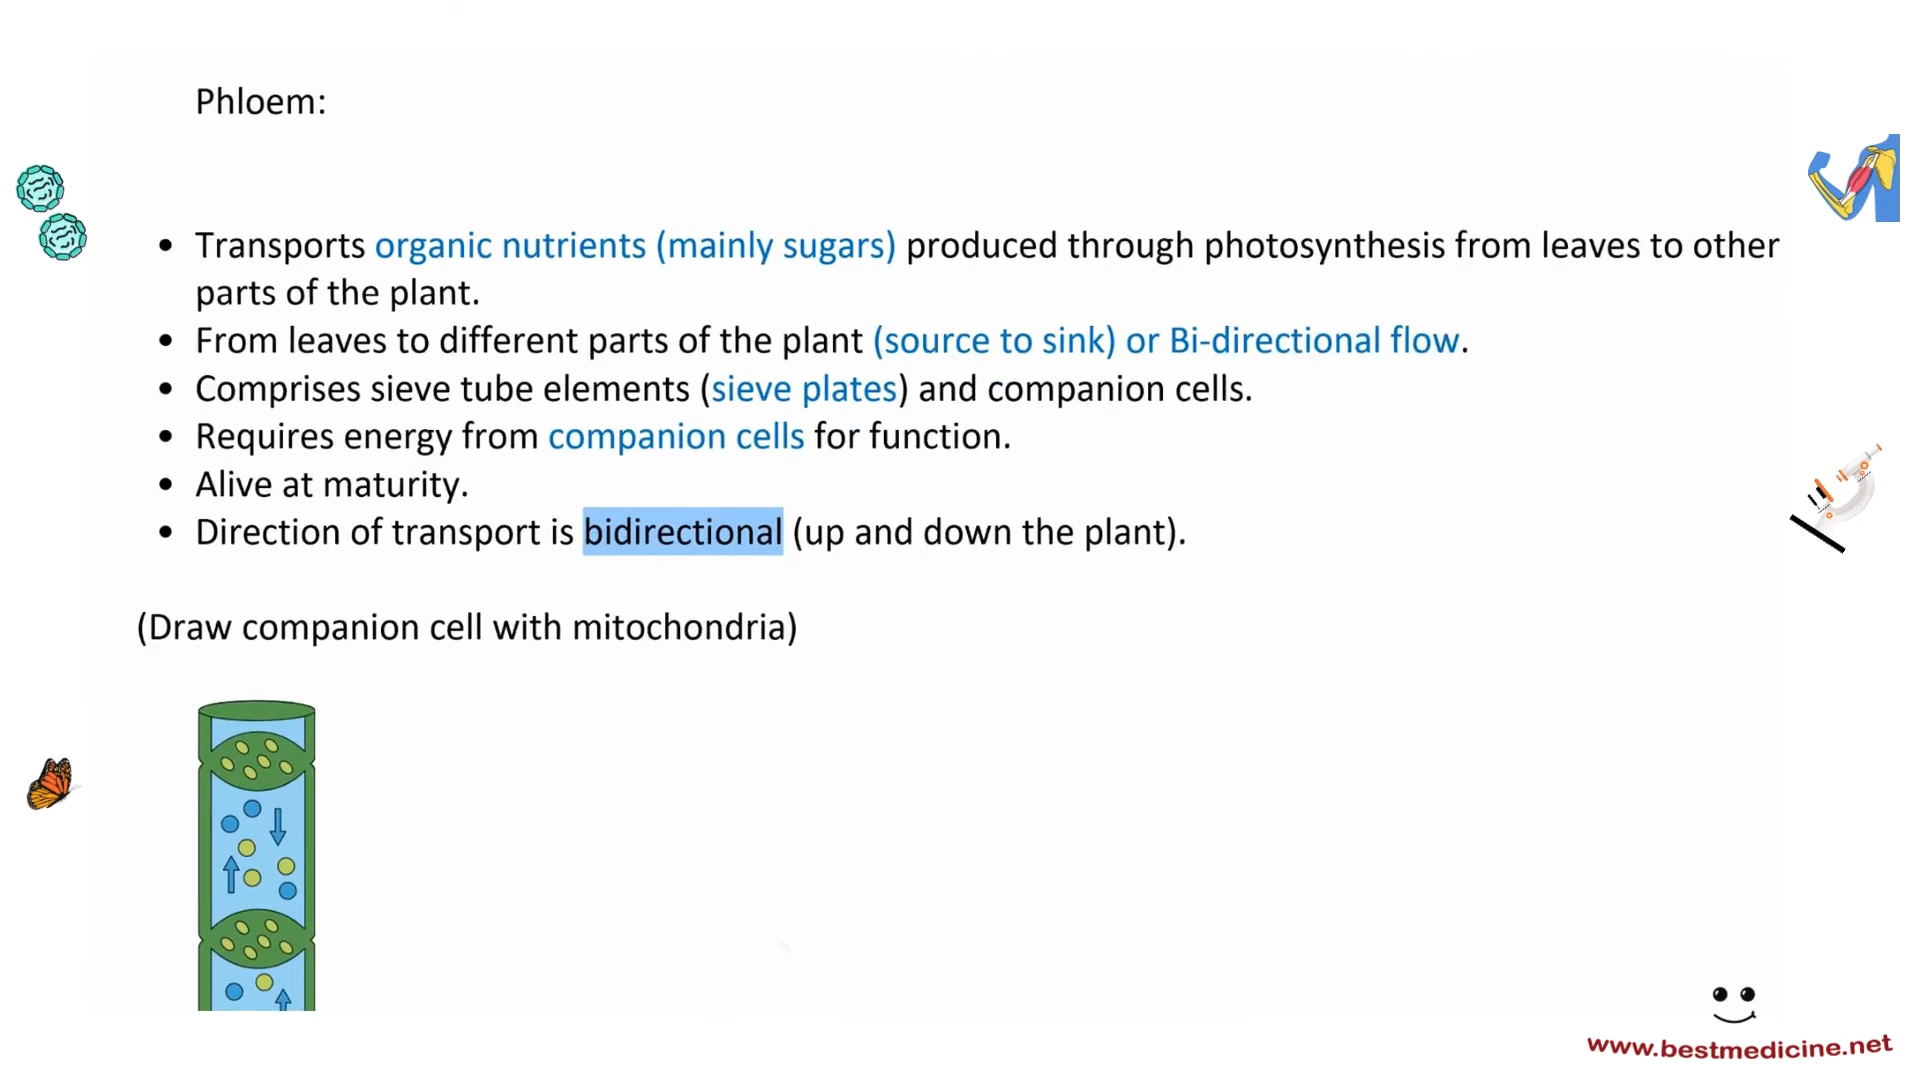 Phloem:
• Transports organic nutrients (mainly sugars) produced through photosynthesis from leaves to other
parts of the plant.
• From leaves to different parts of the plant (source to sink) or Bi-directional flow.
• Comprises sieve tube elements (sieve plates) and companion cells.
• Requires energy from companion cells for function.
• Alive at maturity.
• Direction of transport is bidirectional (up and down the plant).
(Draw companion cell with mitochondria)
www.bestmedicine.net